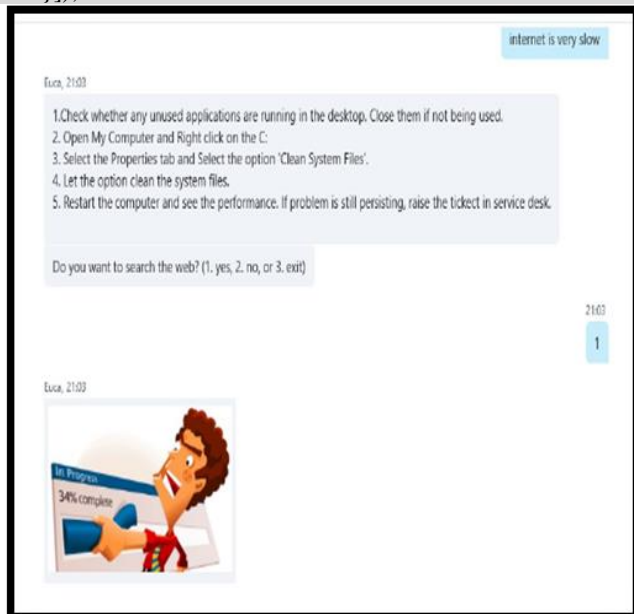 internet is very slow
Euca, 21:03
1.Check whether any unused applications are running in the desktop. Close them if not being used.
2. Open My Computer and Right click on the C:
3. Select the Properties tab and Select the option 'Clean System Files'.
4. Let the option clean the system files.
5. Restart the computer and see the performance. If problem is still persisting, raise the tickect in service desk.
Do you want to search the web? (1. yes, 2. no, or 3. exit)
21:03
1
Euca, 21:03
In Progress
34% complete